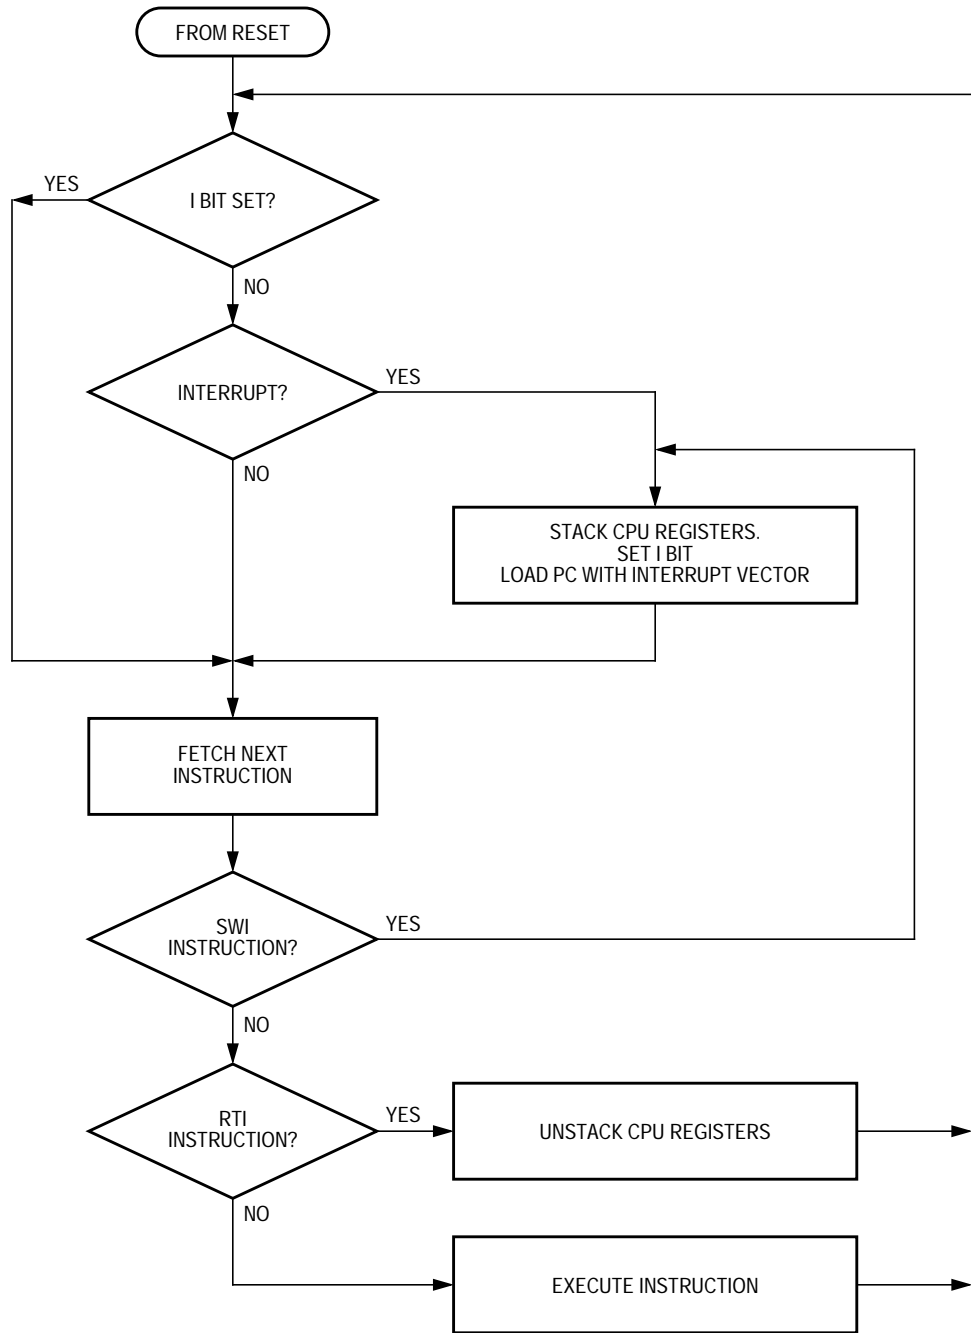 FROM RESET
I BIT SET?
YES
NO
INTERRUPT?
YES
NO
STACK CPU REGISTERS.
SET I BIT
LOAD PC WITH INTERRUPT VECTOR
FETCH NEXT
INSTRUCTION
SWI
INSTRUCTION?
YES
NO
RTI
INSTRUCTION?
YES
UNSTACK CPU REGISTERS
NO
EXECUTE INSTRUCTION